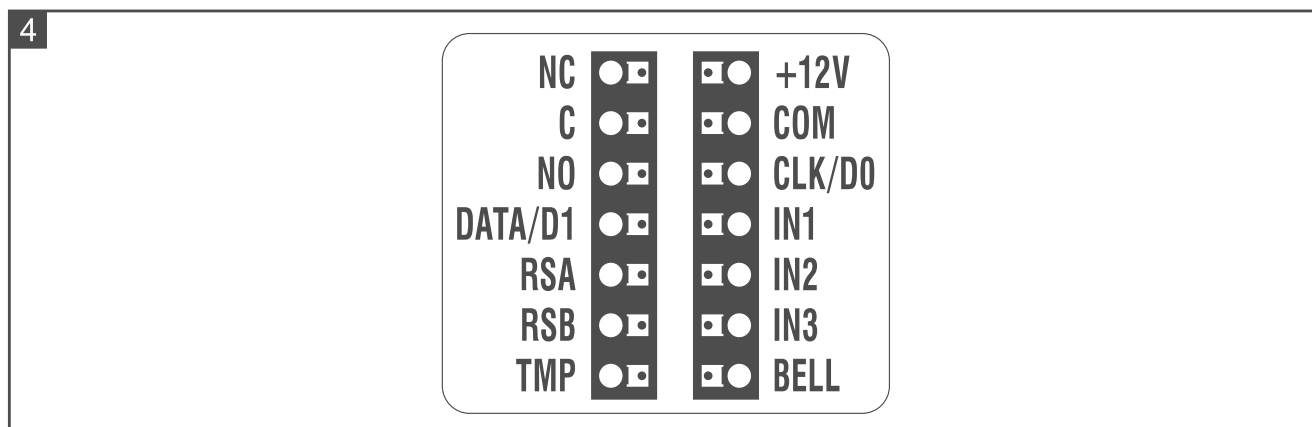 4
NC +12V
C COM
NO CLK/D0
DATA/D1 IN1
RSA IN2
RSB IN3
TMP BELL